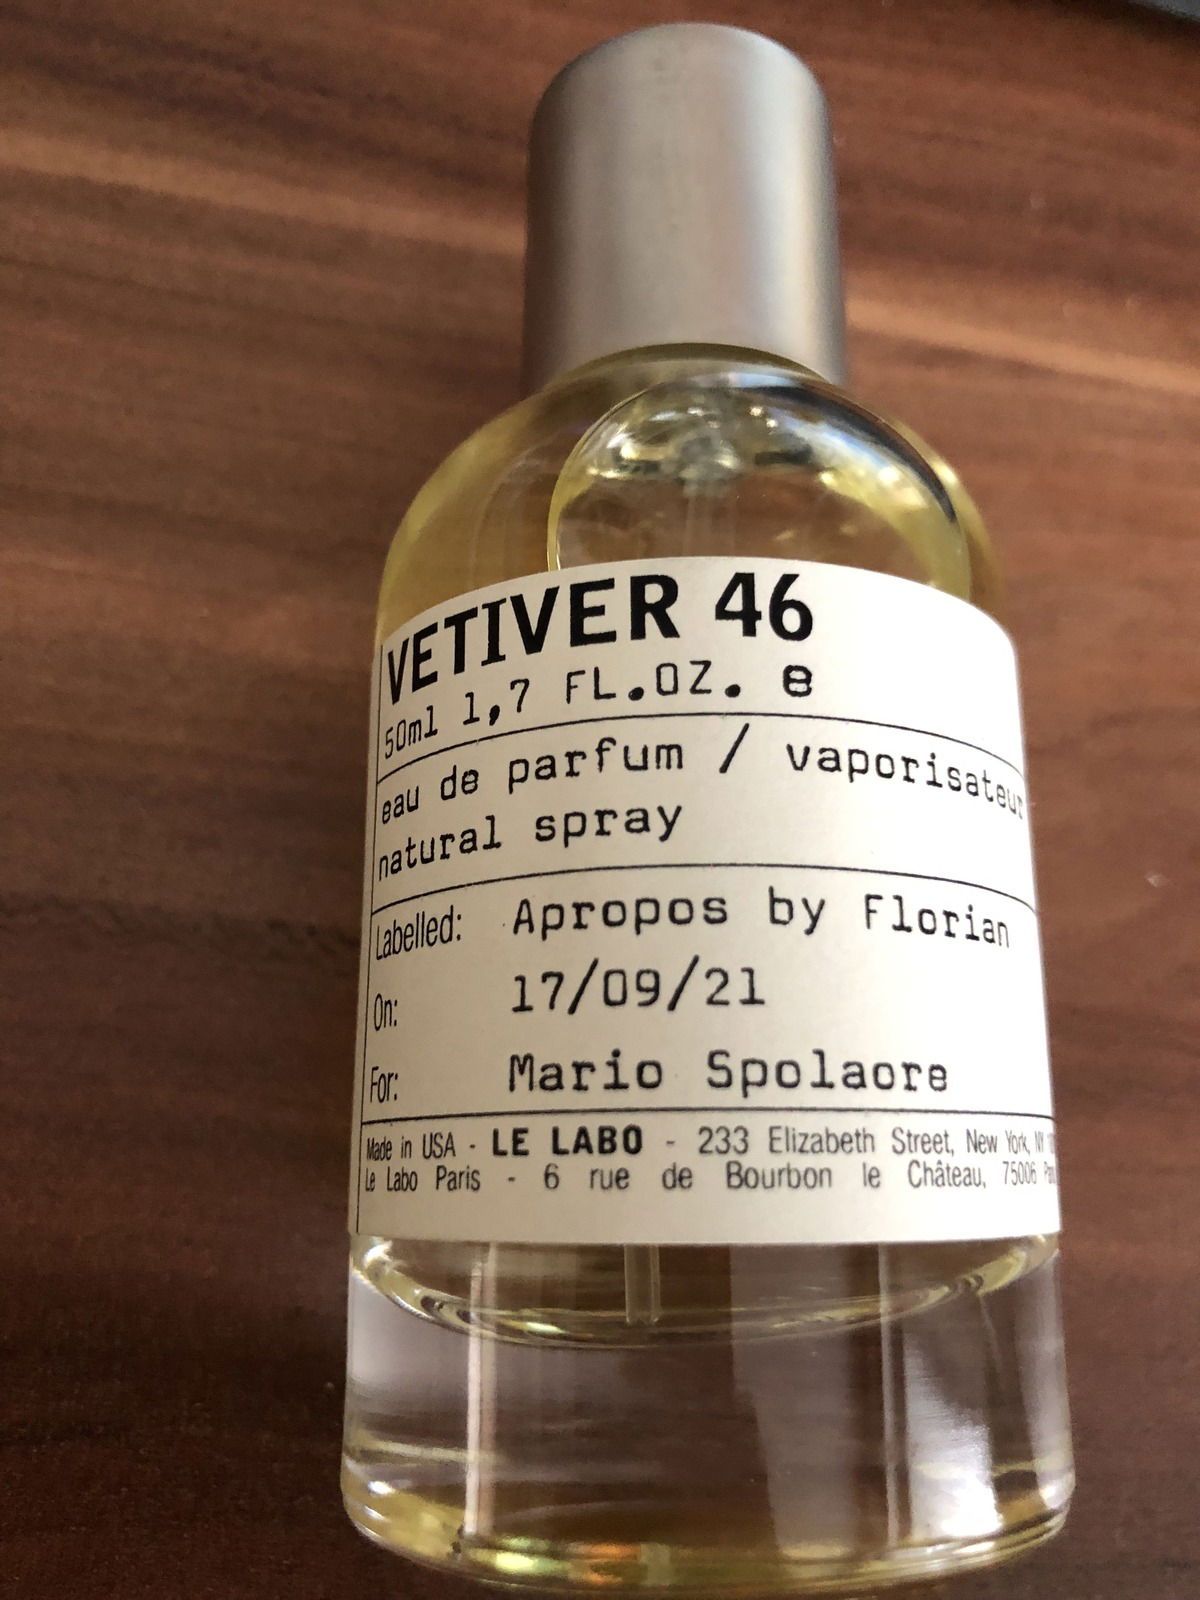 VETIVER 46
50ml 1,7 FL.OZ. e
eau de parfum / vaporisateur
natural spray
Labelled: Apropos by Florian
On: 17/09/21
For: Mario Spolaore
Made in USA - LE LABO - 233 Elizabeth Street, New York, NY
Le Labo Paris - 6 rue de Bourbon le Château, 75006